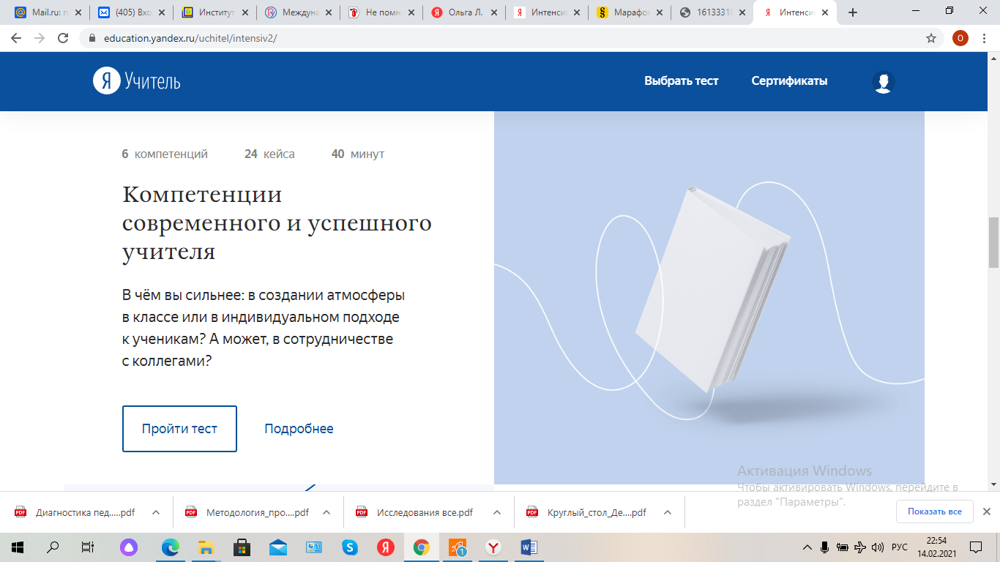 Mail.ru: п
(405) Вхо
Институт
Междуна
Не помн
Ольга Л.
Интенси
Марафон
16133318
Интенси
education.yandex.ru/uchitel/intensiv2/
О
Я Учитель
Выбрать тест
Сертификаты
6 компетенций 24 кейса 40 минут
Компетенции
современного и успешного
учителя
В чём вы сильнее: в создании атмосферы
в классе или в индивидуальном подходе
к ученикам? А может, в сотрудничестве
с коллегами?
Пройти тест
Подробнее
Активация Windows
Чтобы активировать Windows, перейдите в
раздел "Параметры".
Диагностика пед.....pdf
Методология_про....pdf
Исследования все.pdf
Круглый_стол_Де....pdf
Показать все
1
РУС
22:54
14.02.2021